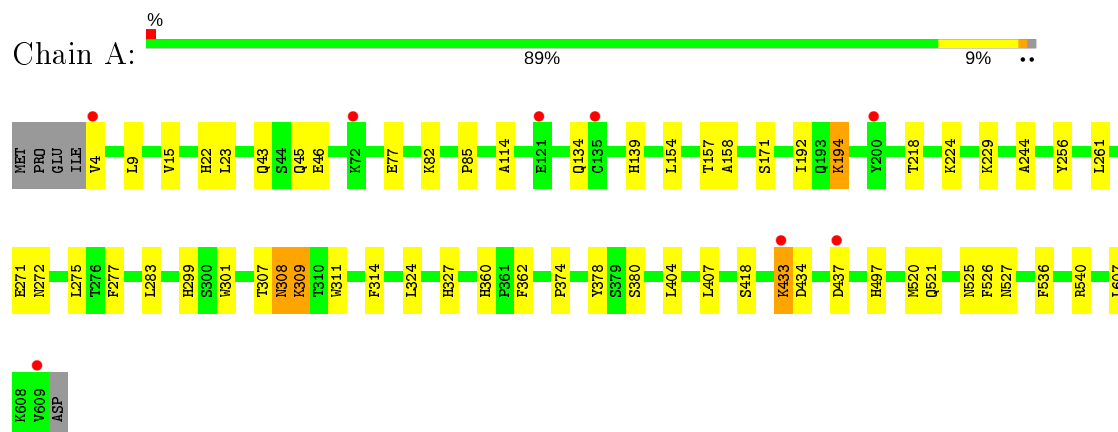 %
Chain A:
89%
9%
MET PRO GLU ILE V4 L9 V15 H22 L23 Q43 S44 Q45 E46 K72 E77 K82 P85 A114 E121 Q134 C135 H139 L154 T157 A158 S171 I192 Q193 K194 Y200 T218 K224 K229 A244 Y256 L261
E271 N272 L275 T276 F277 L283 H299 S300 W301 T307 N308 K309 T310 W311 F314 L324 H327 H360 P361 F362 P374 Y378 S379 S380 L404 L407 S418 K433 D434 D437 H497 M520 Q521 N525 F526 N527 F536 R540 L607
K608 V609 ASP